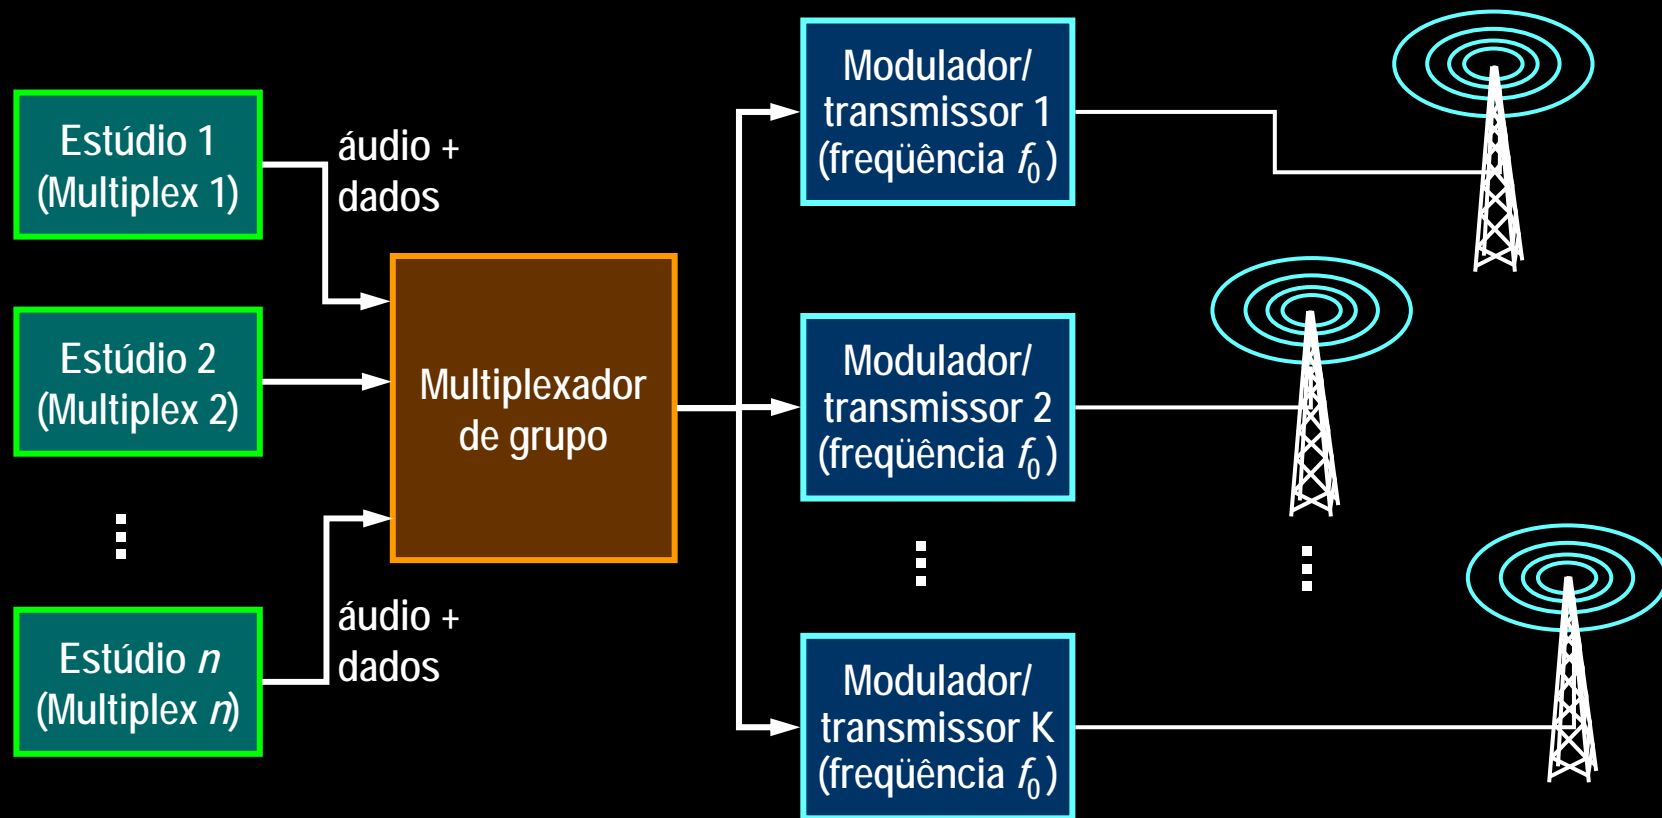 Estúdio 1
(Multiplex 1)
áudio +
dados
Estúdio 2
(Multiplex 2)
Estúdio n
(Multiplex n)
áudio +
dados
Multiplexador
de grupo
Modulador/
transmissor 1
(freqüência f₀)
Modulador/
transmissor 2
(freqüência f₀)
Modulador/
transmissor K
(freqüência f₀)